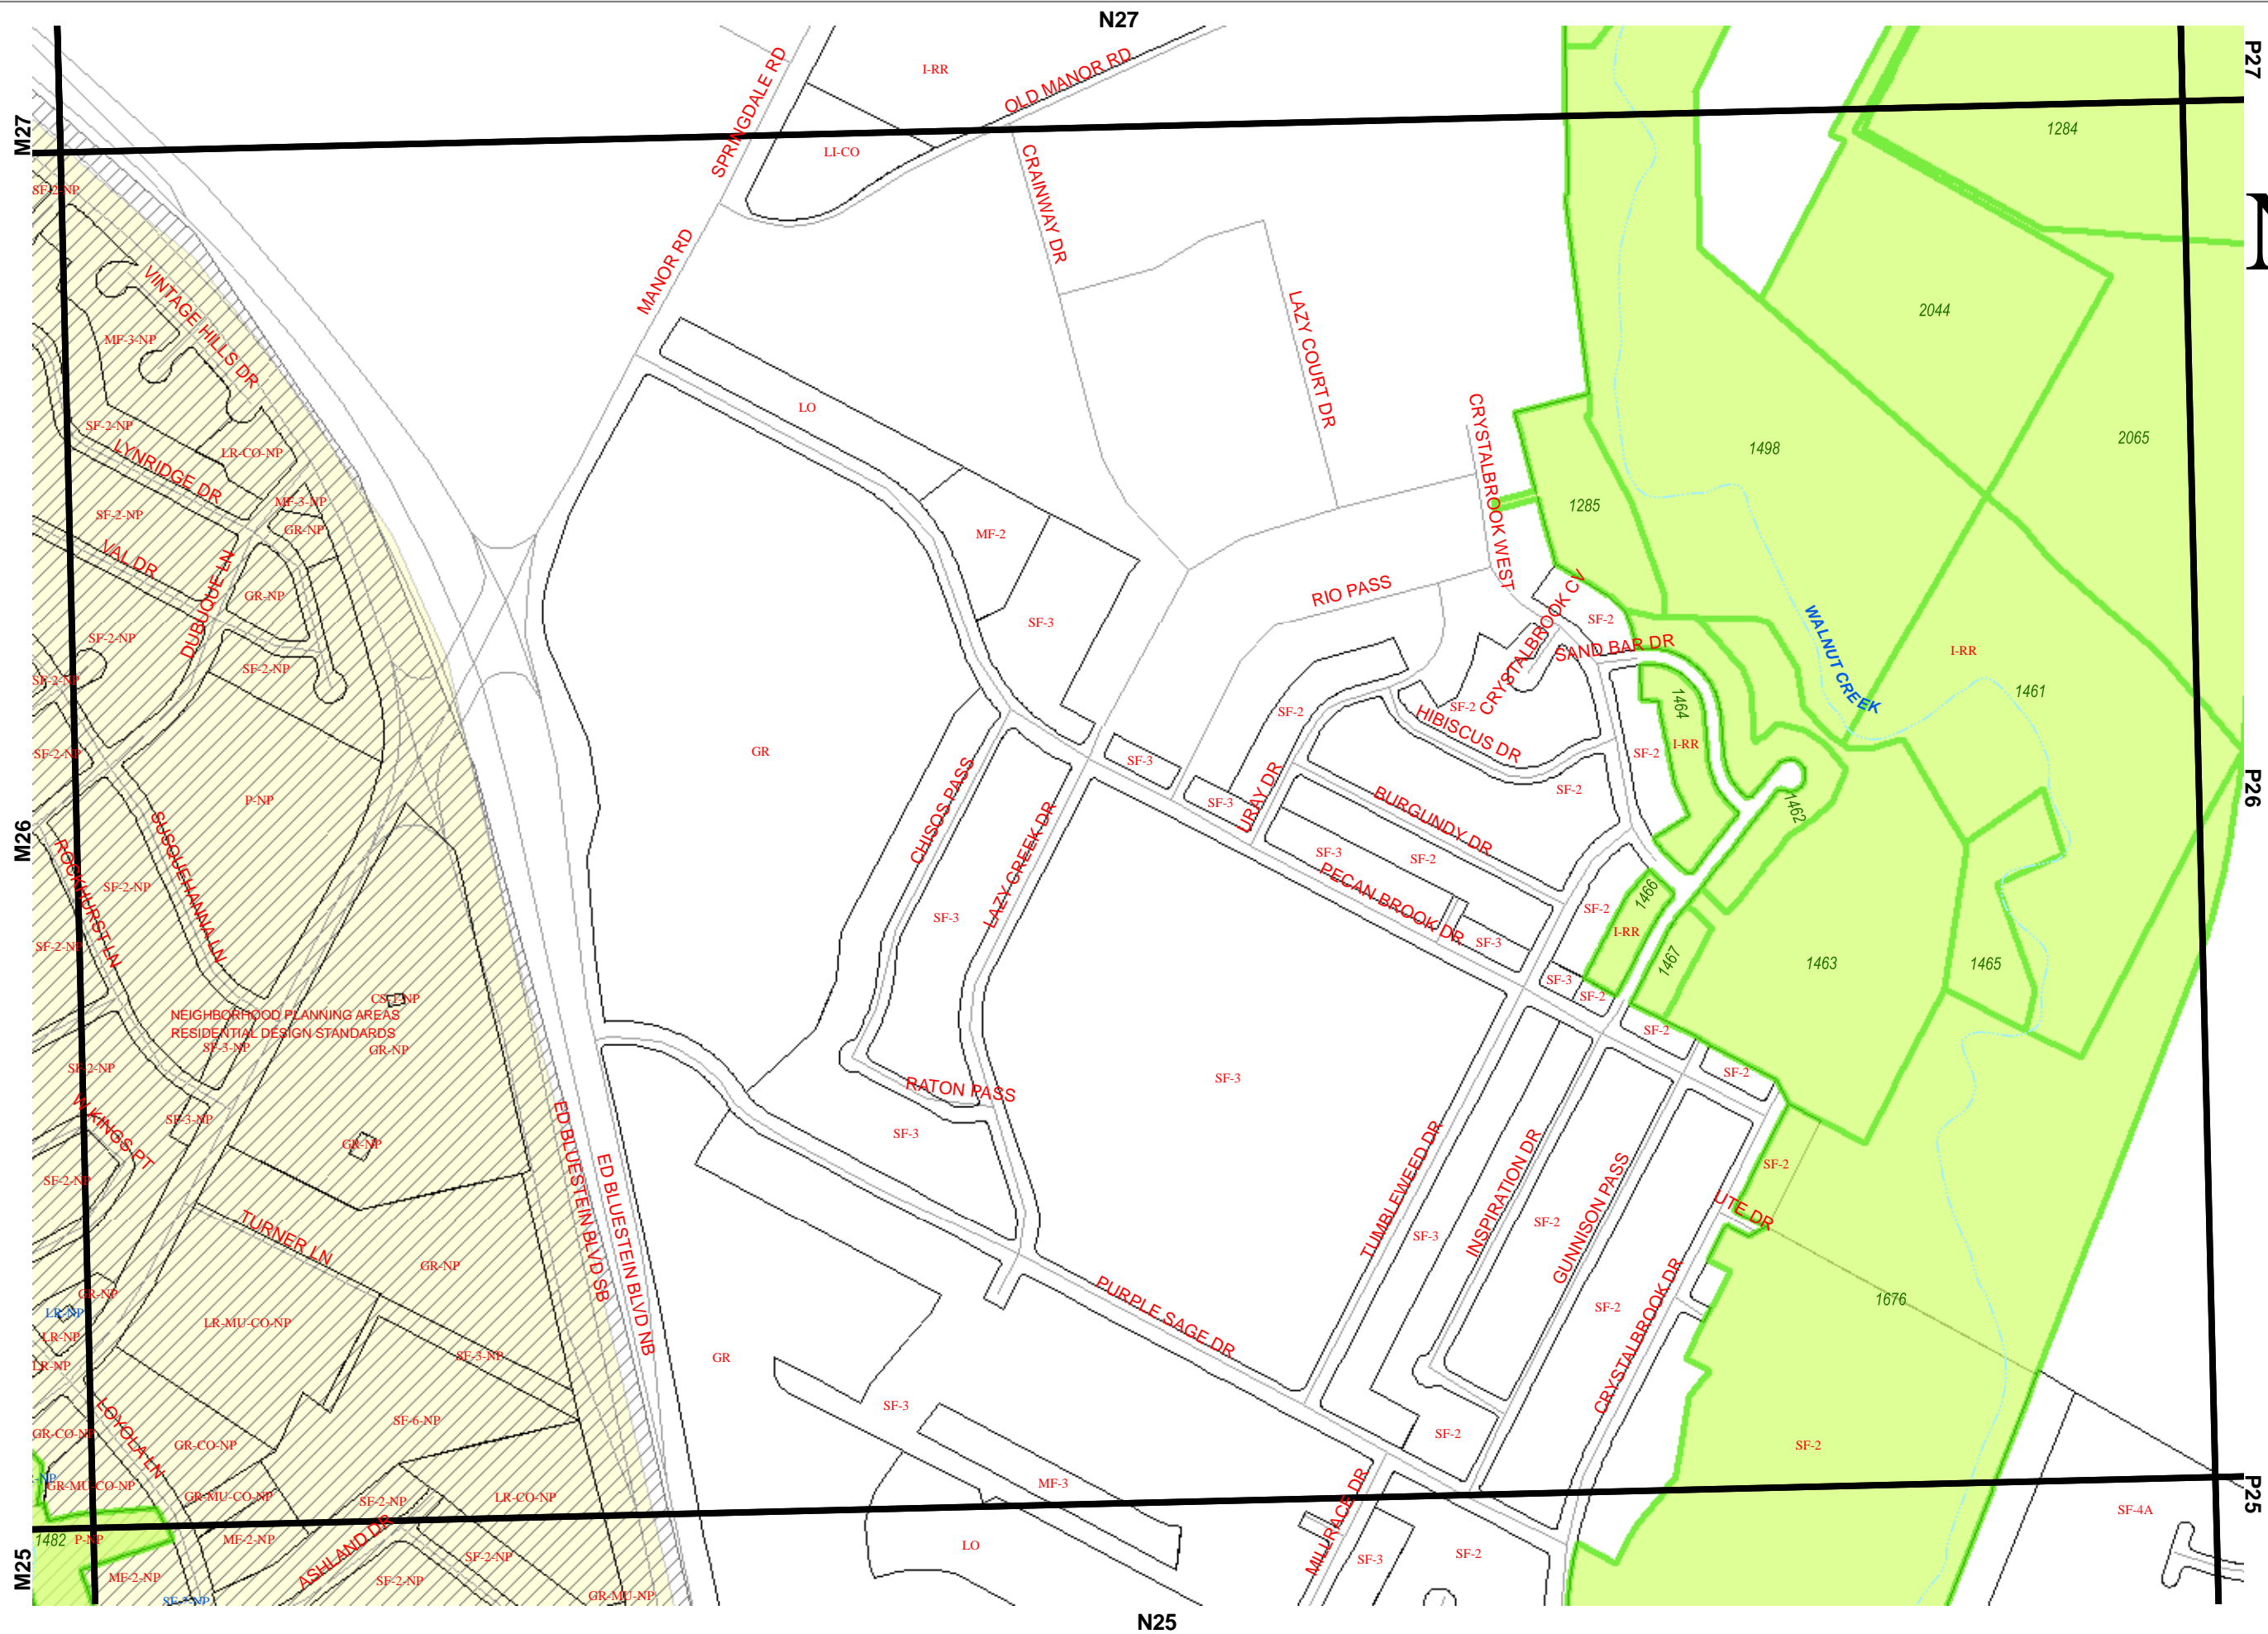 N27
P27
M27
I-RR
SPRINGDALE RD
OLD MANOR RD
1284
LI-CO
CRAINWAY DR
SF-2-NP
N
MANOR RD
VINTAGE HILLS DR
MF-3-NP
LAZY COURT DR
2044
LO
SF-2-NP
LYNRIDGE DR
LR-CO-NP
CRYSTALBROOK WEST
1498
2065
MF-3-NP
GR-NP
SF-2-NP
1285
MF-2
VAL DR
DUBUQUE LN
GR-NP
RIO PASS
CRYSTALBROOK CV
SF-2
SF-3
SF-2-NP
SAND BAR DR
WALNUT CREEK
I-RR
SF-2-NP
SF-2-NP
1461
1464
SF-2
SF-2
HIBISCUS DR
I-RR
SF-2-NP
GR
SF-2
SF-3
SF-2
P-NP
SF-3
1462
P26
CHISOS PASS
LAZY CREEK DR
URAY DR
BURGUNDY DR
M26
SUSQUEHANNA LN
ROCKHURST LN
SF-2-NP
SF-3
SF-2
PECAN BROOK DR
1466
SF-2
SF-3
I-RR
SF-2-NP
SF-3
1467
1463
1465
SF-3
SF-2
CS-1-NP
NEIGHBORHOOD PLANNING AREAS
RESIDENTIAL DESIGN STANDARDS
SF-3-NP
GR-NP
SF-2
SF-2-NP
SF-2
SF-3
RATON PASS
W KINGS PT
SF-3-NP
SF-3
GR-NP
SF-2-NP
ED BLUESTEIN BLVD SB
ED BLUESTEIN BLVD NB
TUMBLEWEED DR
INSPIRATION DR
GUNNISON PASS
SF-2
UTE DR
SF-2
SF-3
TURNER LN
GR-NP
GR-NP
LR-NP
LR-MU-CO-NP
LR-NP
LR-NP
SF-3-NP
PURPLE SAGE DR
SF-2
CRYSTALBROOK DR
1676
GR
SF-3
LOYOLA LN
SF-6-NP
GR-CO-NP
GR-CO-NP
SF-2
SF-2
MF-3
GR-MU-CO-NP
GR-MU-CO-NP
SF-2-NP
LR-CO-NP
MILLRACE DR
P25
SF-4A
1482
P-NP
MF-2-NP
ASHLAND DR
LO
SF-2-NP
SF-3
SF-2
M25
MF-2-NP
SF-2-NP
GR-MU-NP
N25